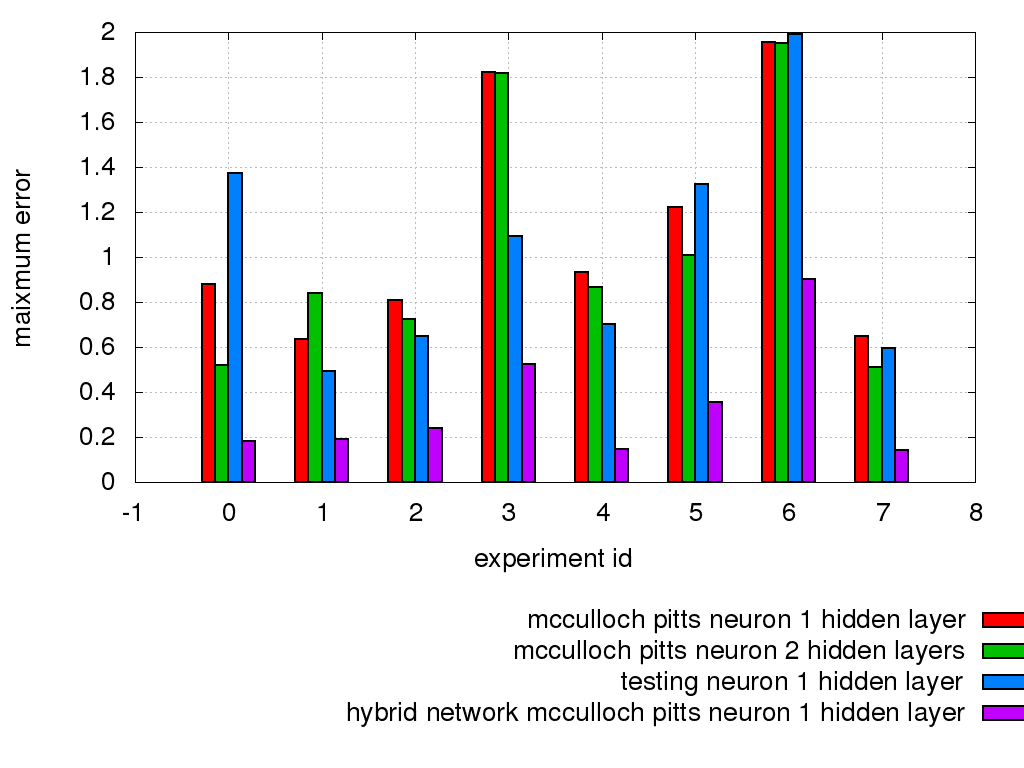 2
1.8
1.6
1.4
1.2
1
0.8
0.6
0.4
0.2
0
maixmum error
-1 0 1 2 3 4 5 6 7 8
experiment id
mcculloch pitts neuron 1 hidden layer
mcculloch pitts neuron 2 hidden layers
testing neuron 1 hidden layer
hybrid network mcculloch pitts neuron 1 hidden layer